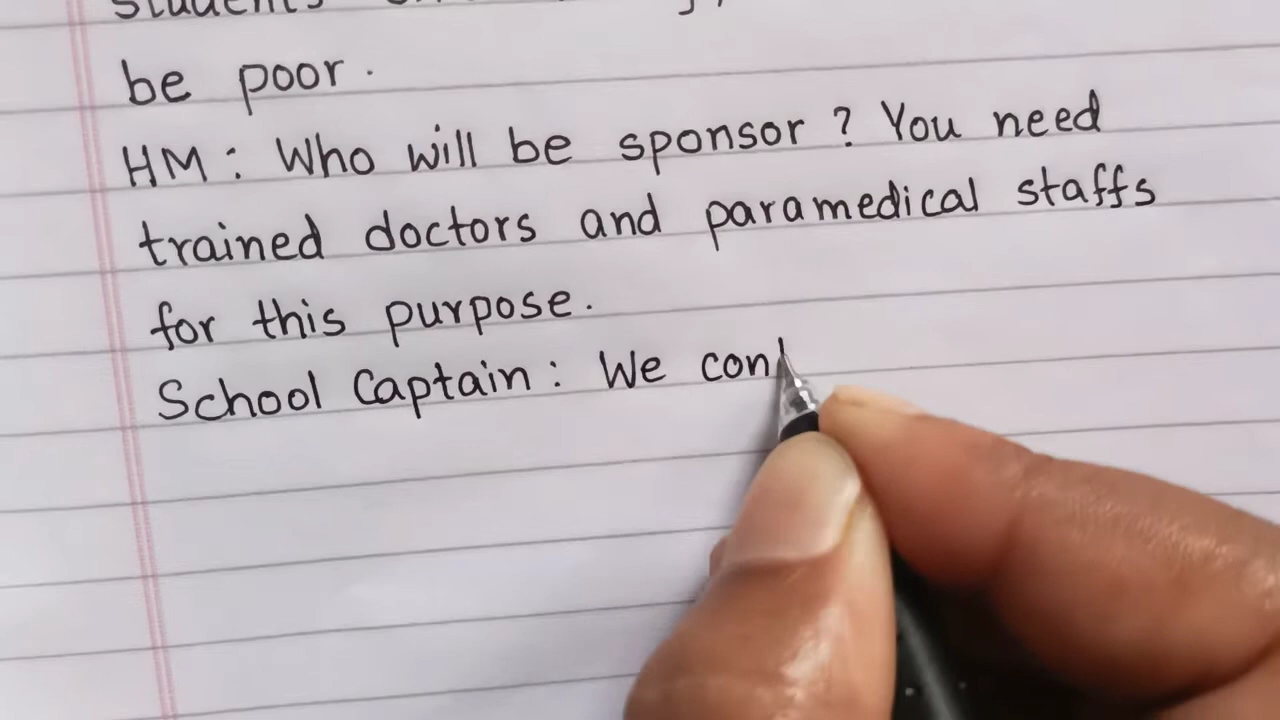 be poor.
HM: Who will be sponsor? You need
trained doctors and paramedical staffs
for this purpose.
School Captain: We con